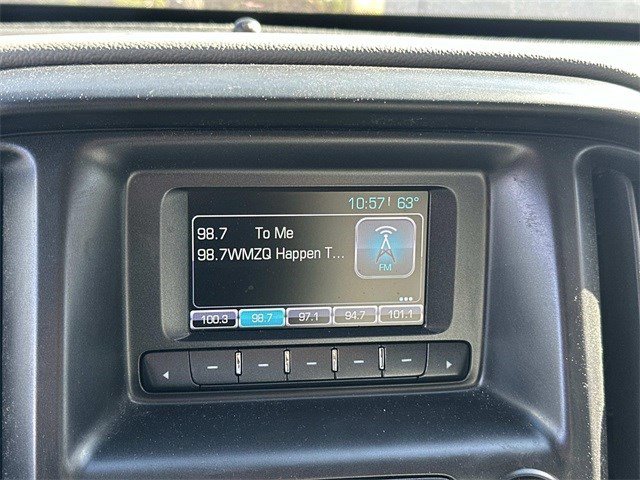 10:57 63°
98.7 To Me
98.7WMZQ Happen T...
FM
100.3 98.7 97.1 94.7 101.1